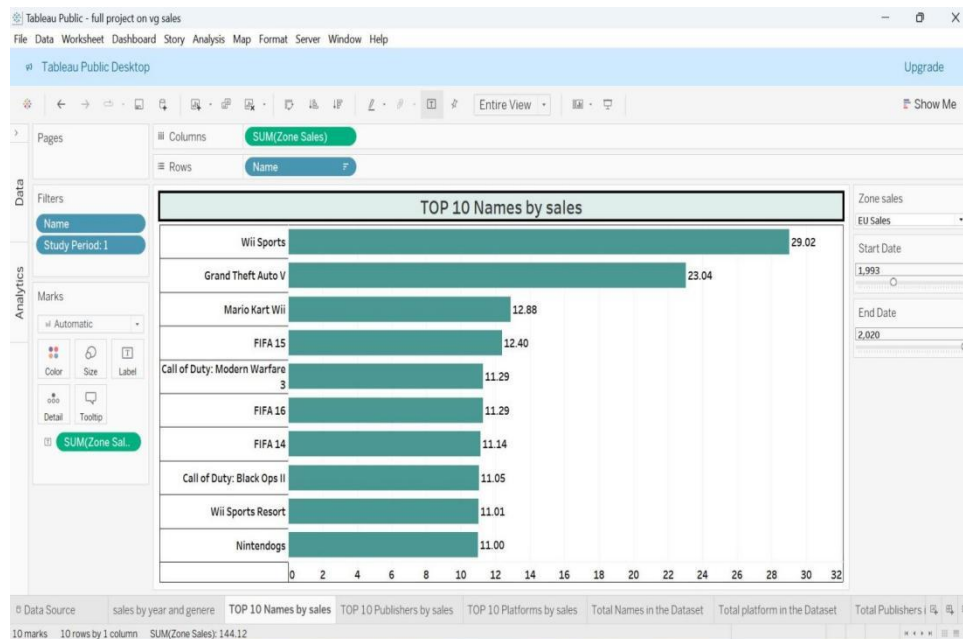 Tableau Public - full project on vg sales
File Data Worksheet Dashboard Story Analysis Map Format Server Window Help
Tableau Public Desktop
Upgrade
Entire View
Show Me
Pages
Columns
SUM(Zone Sales)
Rows
Name
Data
Analytics
Filters
Name
Study Period: 1
Marks
Automatic
Color Size Label
Detail Tooltip
SUM(Zone Sal..
TOP 10 Names by sales
Wii Sports 29.02
Grand Theft Auto V 23.04
Mario Kart Wii 12.88
FIFA 15 12.40
Call of Duty: Modern Warfare
3 11.29
FIFA 16 11.29
FIFA 14 11.14
Call of Duty: Black Ops II 11.05
Wii Sports Resort 11.01
Nintendogs 11.00
0 2 4 6 8 10 12 14 16 18 20 22 24 26 28 30 32
Zone sales
EU Sales
Start Date
1,993
End Date
2,020
Data Source sales by year and genere TOP 10 Names by sales TOP 10 Publishers by sales TOP 10 Platforms by sales Total Names in the Dataset Total platform in the Dataset Total Publishers i
10 marks 10 rows by 1 column SUM(Zone Sales): 144.12